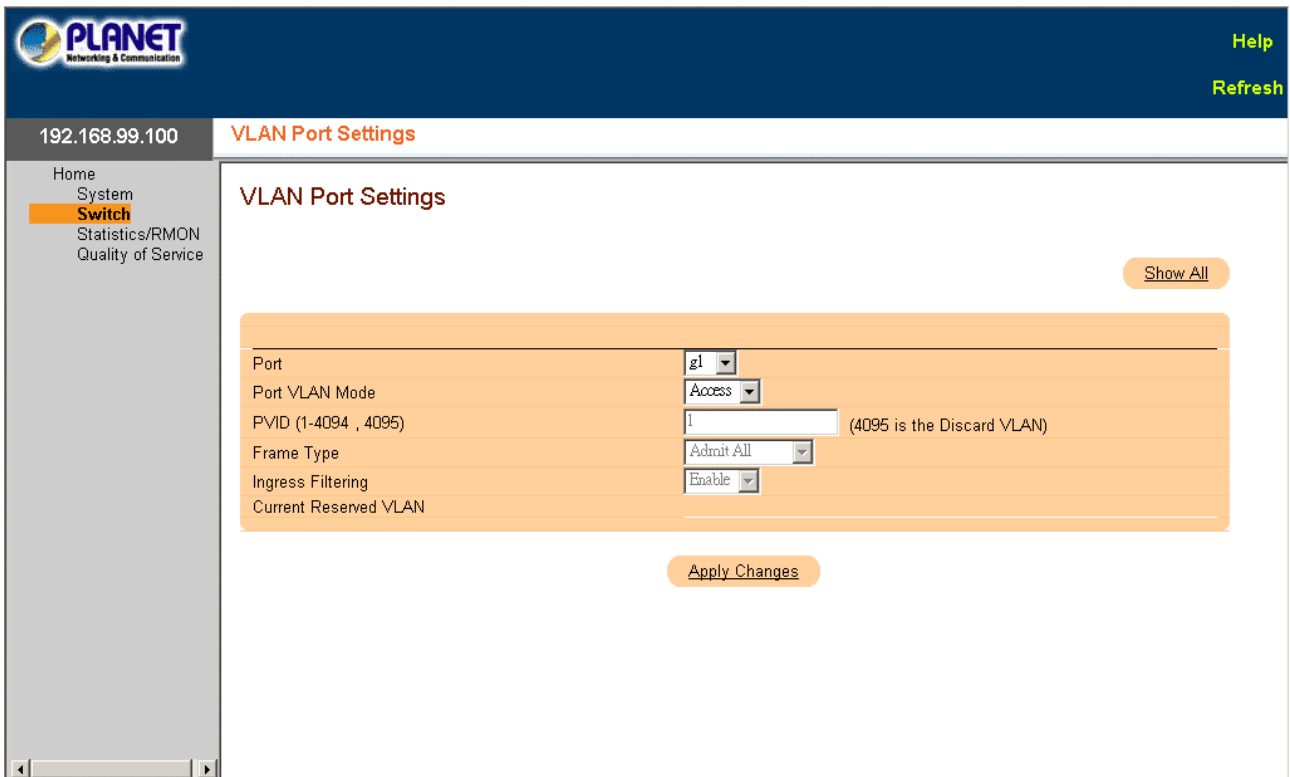 PLANET
Networking & Communication
Help
Refresh
192.168.99.100
VLAN Port Settings
Home
System
Switch
Statistics/RMON
Quality of Service
VLAN Port Settings
Show All
Port g1
Port VLAN Mode Access
PVID (1-4094 , 4095) 1 (4095 is the Discard VLAN)
Frame Type Admit All
Ingress Filtering Enable
Current Reserved VLAN
Apply Changes